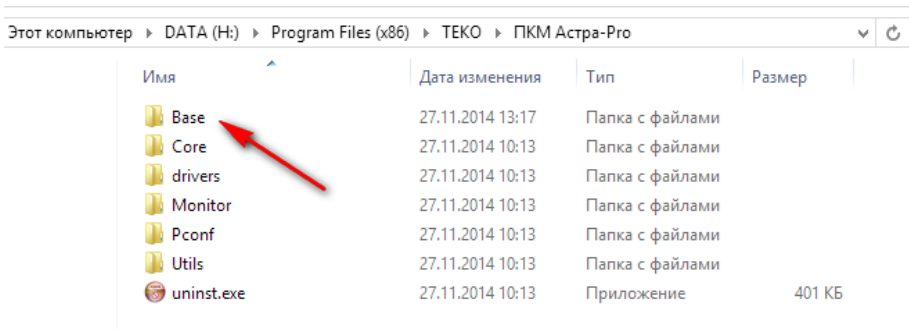 Этот компьютер ▸ DATA (H:) ▸ Program Files (x86) ▸ ТЕКО ▸ ПКМ Астра-Pro
Имя Дата изменения Тип Размер
Base 27.11.2014 13:17 Папка с файлами
Core 27.11.2014 10:13 Папка с файлами
drivers 27.11.2014 10:13 Папка с файлами
Monitor 27.11.2014 10:13 Папка с файлами
Pconf 27.11.2014 10:13 Папка с файлами
Utils 27.11.2014 10:13 Папка с файлами
uninst.exe 27.11.2014 10:13 Приложение 401 КБ